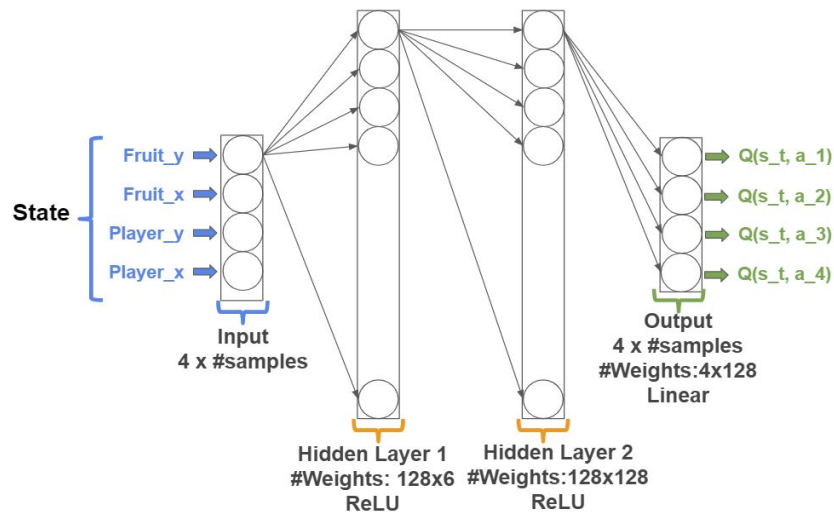 State
Fruit_y
Fruit_x
Player_y
Player_x
Input
4 x #samples
Hidden Layer 1
#Weights: 128x6
ReLU
Hidden Layer 2
#Weights:128x128
ReLU
Output
4 x #samples
#Weights:4x128
Linear
Q(s_t, a_1)
Q(s_t, a_2)
Q(s_t, a_3)
Q(s_t, a_4)